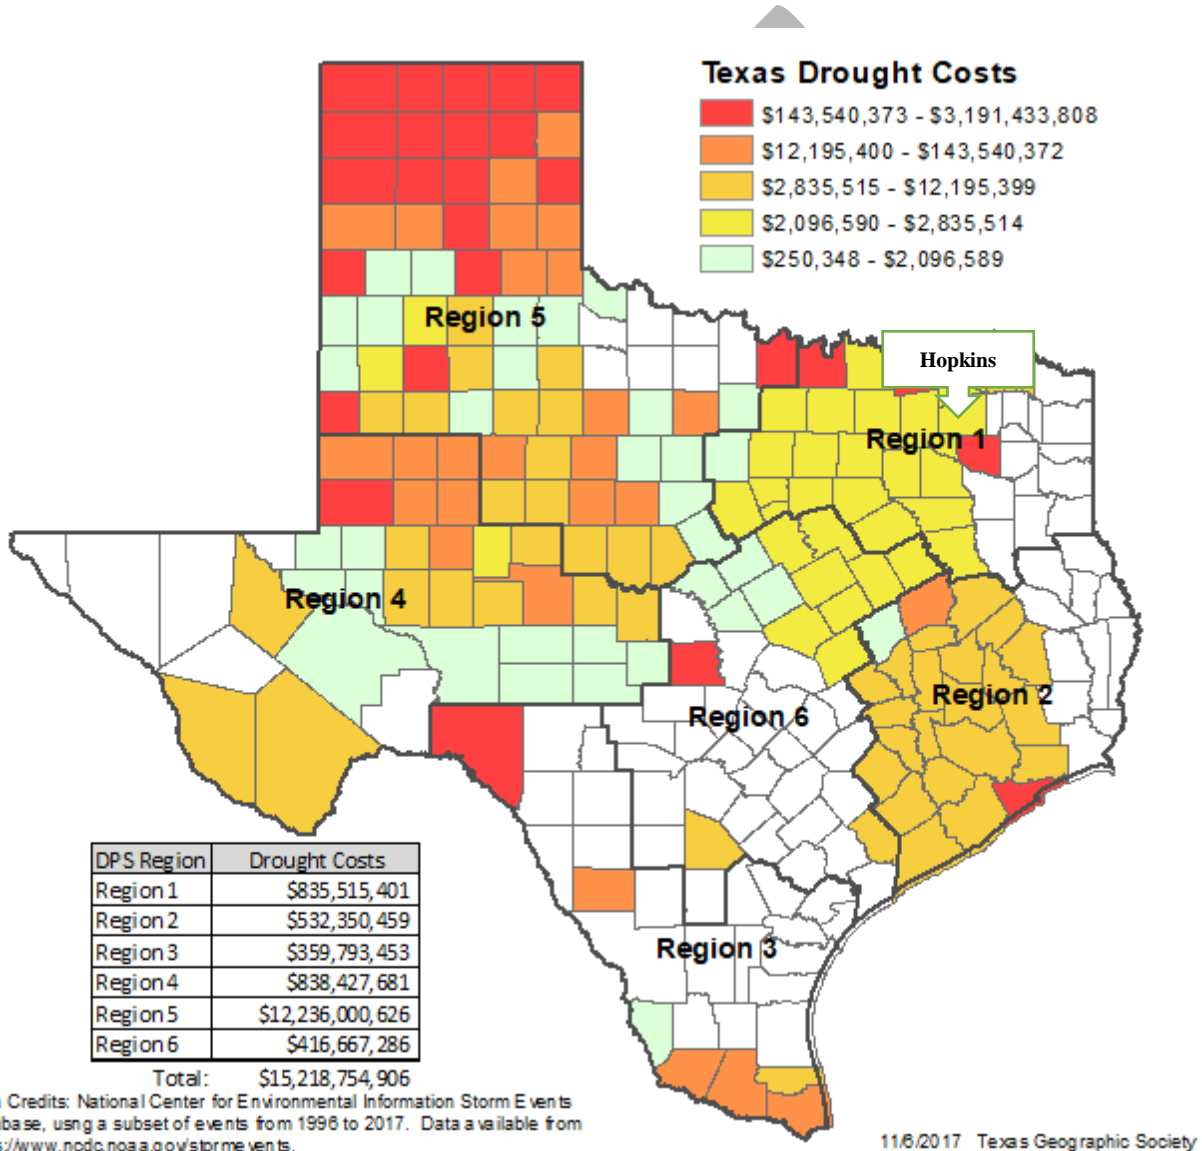 Texas Drought Costs
$143,540,373 - $3,191,433,808
$12,195,400 - $143,540,372
$2,835,515 - $12,195,399
$2,096,590 - $2,835,514
$250,348 - $2,096,589
Hopkins
Region 5
Region 1
Region 4
Region 2
Region 6
Region 3
DPS Region Drought Costs
Region 1 $835,515,401
Region 2 $532,350,459
Region 3 $359,793,453
Region 4 $838,427,681
Region 5 $12,236,000,626
Region 6 $416,667,286
Total: $15,218,754,906
Credits: National Center for Environmental Information Storm Events
base, usng a subset of events from 1996 to 2017. Data available from
s://www.ncdc.noaa.gov/stormevents.
11/6/2017 Texas Geographic Society